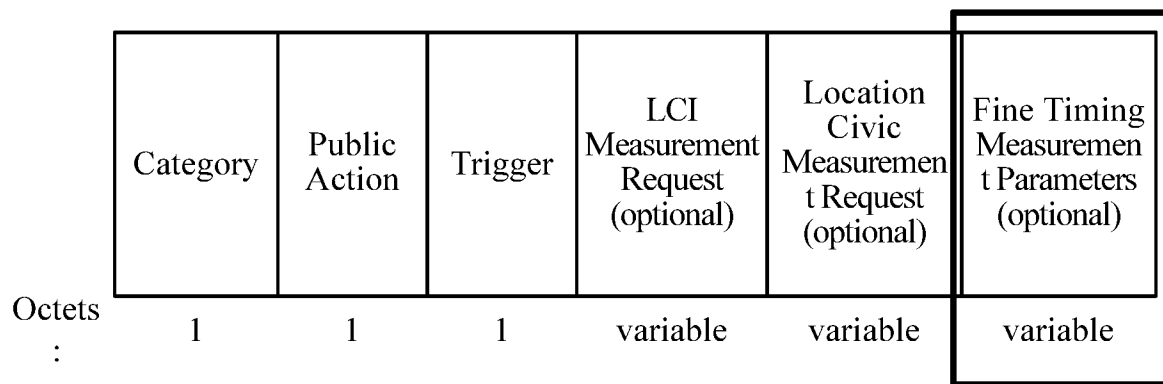 Category
Public
Action
Trigger
LCI
Measurement
Request
(optional)
Location
Civic
Measuremen
t Request
(optional)
Fine Timing
Measuremen
t Parameters
(optional)
Octets
:
1
1
1
variable
variable
variable